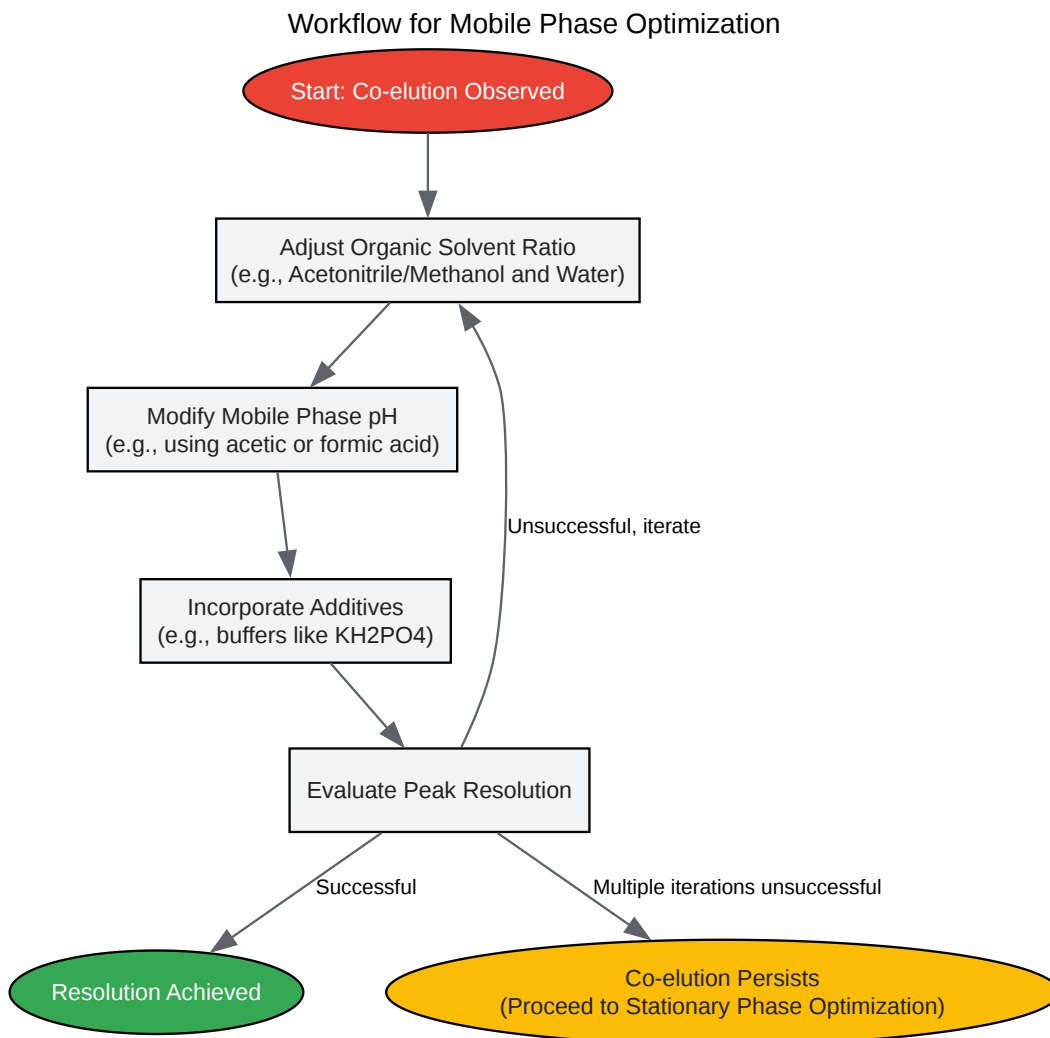 Workflow for Mobile Phase Optimization
Start: Co-elution Observed
Adjust Organic Solvent Ratio
(e.g., Acetonitrile/Methanol and Water)
Modify Mobile Phase pH
(e.g., using acetic or formic acid)
Unsuccessful, iterate
Incorporate Additives
(e.g., buffers like KH2PO4)
Evaluate Peak Resolution
Successful
Multiple iterations unsuccessful
Resolution Achieved
Co-elution Persists
(Proceed to Stationary Phase Optimization)